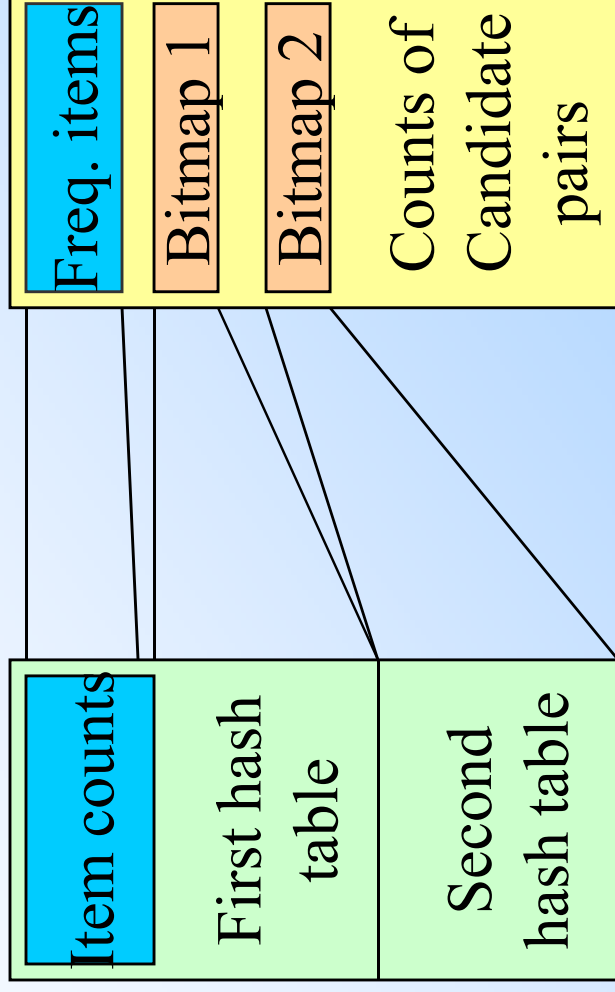 Item counts
First hash
table
Second
hash table
Freq. items
Bitmap 1
Bitmap 2
Counts of
Candidate
pairs